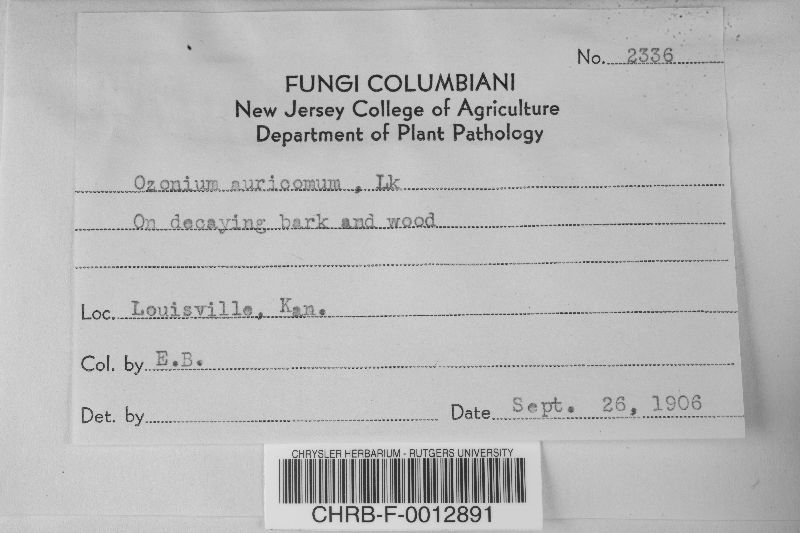 No. 2336
FUNGI COLUMBIANI
New Jersey College of Agriculture
Department of Plant Pathology
Ozonium auricomum , Lk
On decaying bark and wood
Loc. Louisville, Kan.
Col. by E.B.
Det. by
Date Sept. 26, 1906
CHRYSLER HERBARIUM - RUTGERS UNIVERSITY
CHRB-F-0012891